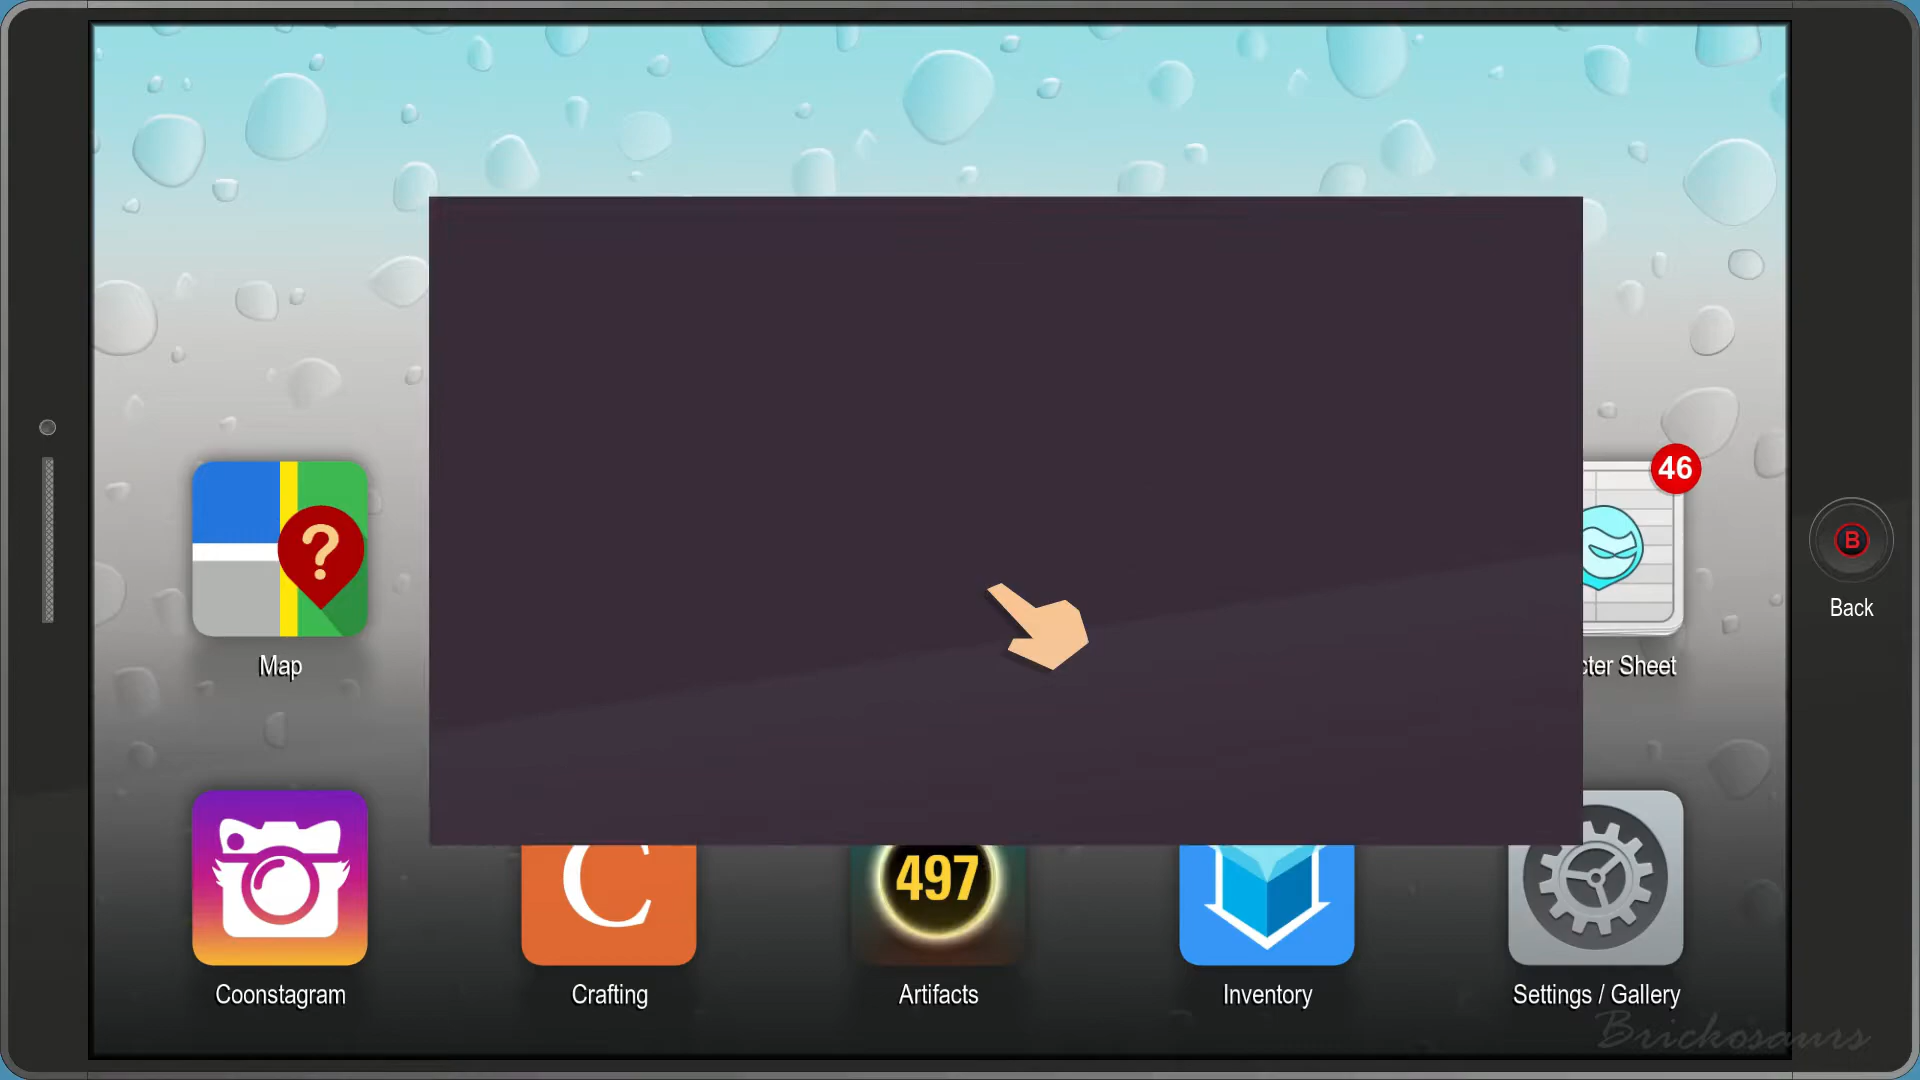 46
?
Map
cter Sheet
B
Back
C
497
Coonstagram
Crafting
Artifacts
Inventory
Settings / Gallery
Brickosaurs